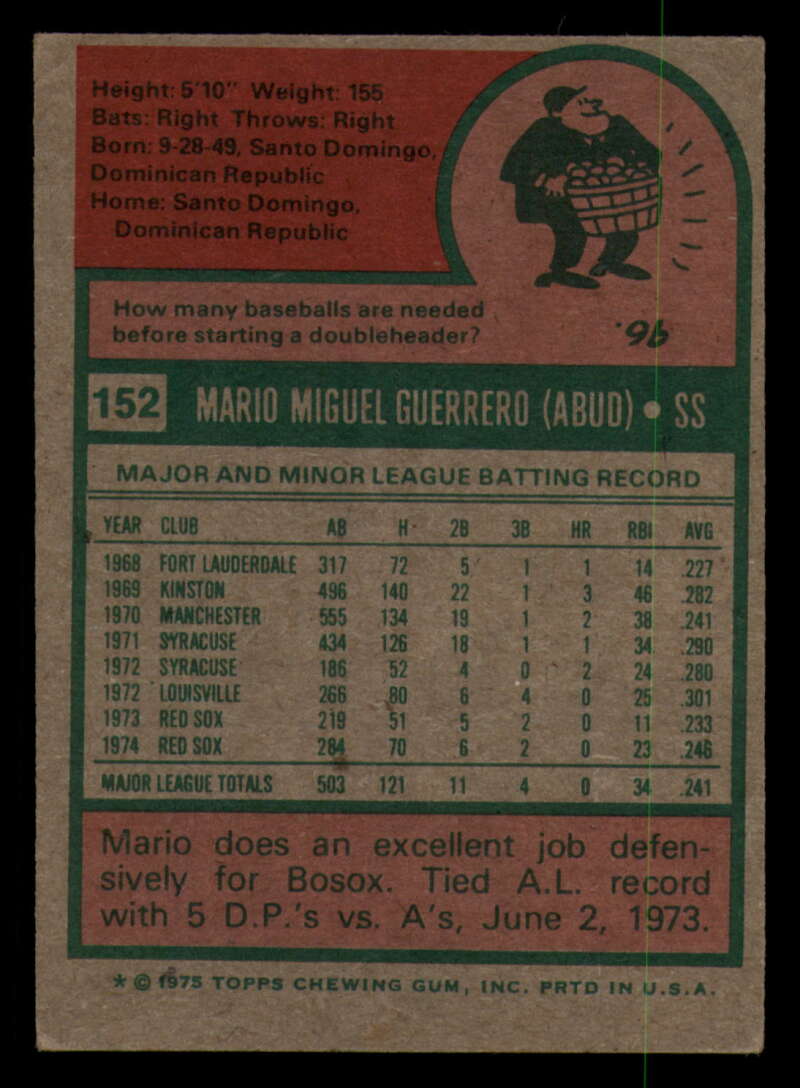 Height: 5'10" Weight: 155
Bats: Right Throws: Right
Born: 9-28-49, Santo Domingo,
Dominican Republic
Home: Santo Domingo,
Dominican Republic
How many baseballs are needed
before starting a doubleheader?
96.
152 MARIO MIGUEL GUERRERO (ABUD) • SS
MAJOR AND MINOR LEAGUE BATTING RECORD
YEAR CLUB AB H 2B 3B HR RBI AVG
1968 FORT LAUDERDALE 317 72 5 1 1 14 .227
1969 KINSTON 496 140 22 1 3 46 .282
1970 MANCHESTER 555 134 19 1 2 38 .241
1971 SYRACUSE 434 126 18 1 1 34 .290
1972 SYRACUSE 186 52 4 0 2 24 .280
1972 LOUISVILLE 266 80 6 4 0 25 .301
1973 RED SOX 219 51 5 2 0 11 .233
1974 RED SOX 284 70 6 2 0 23 .246
MAJOR LEAGUE TOTALS 503 121 11 4 0 34 .241
Mario does an excellent job defen-
sively for Bosox. Tied A.L. record
with 5 D.P.'s vs. A's, June 2, 1973.
* © 1975 TOPPS CHEWING GUM, INC. PRTD IN U.S.A.